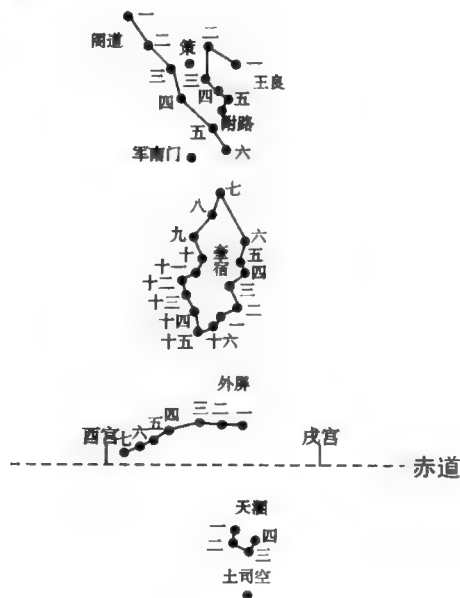 一
阁道
二
三
四
五
六
策
二
一
王良
三
四
五
附路
军南门
七
八
九
十
十一
十二
十三
十四
十五
十六
一
二
三
四
五
六
奎宿
外屏
七 六 五 四 三 二 一
酉宫
戌宫
赤道
天溷
一
二
三
四
土司空